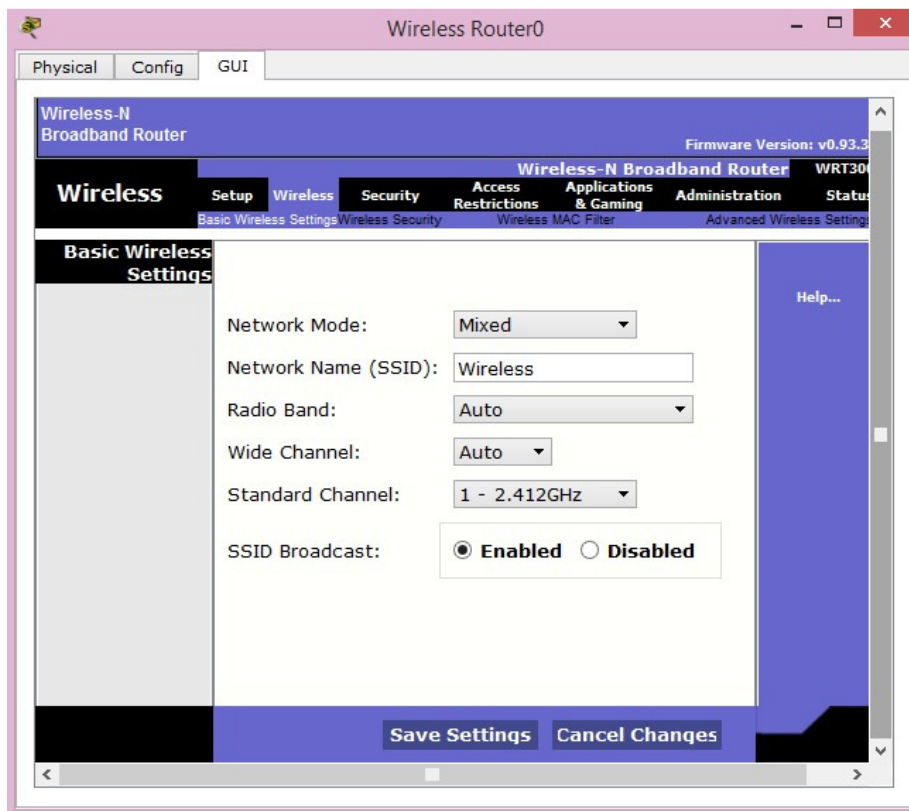 Wireless Router0
Physical Config GUI
Wireless-N
Broadband Router
Firmware Version: v0.93.3
Wireless-N Broadband Router WRT300
Wireless
Setup Wireless Security Access Restrictions Applications & Gaming Administration Status
Basic Wireless Settings Wireless Security Wireless MAC Filter Advanced Wireless Settings
Basic Wireless
Settings
Help...
Network Mode: Mixed
Network Name (SSID): Wireless
Radio Band: Auto
Wide Channel: Auto
Standard Channel: 1 - 2.412GHz
SSID Broadcast: Enabled Disabled
Save Settings Cancel Changes